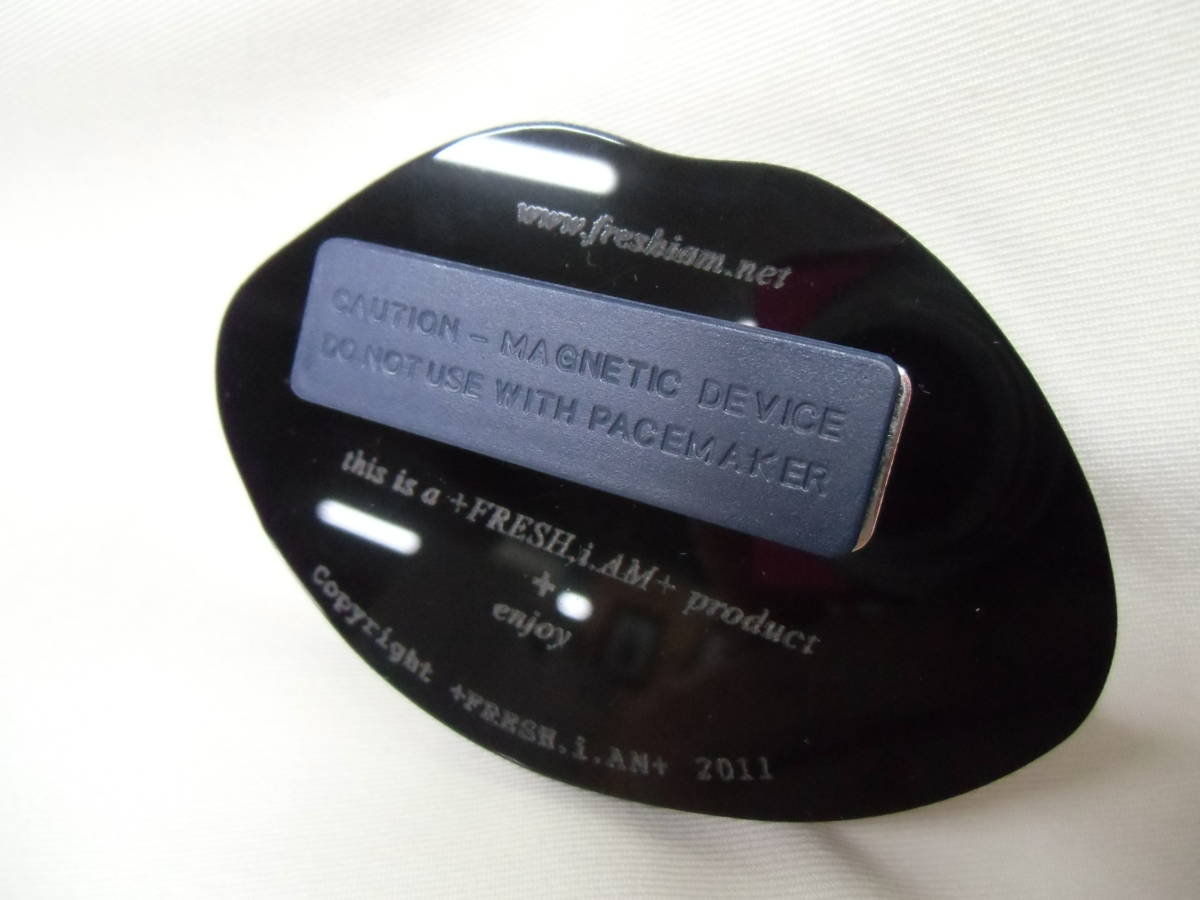 www.freshiam.net
CAUTION - MAGNETIC DEVICE
DO NOT USE WITH PACEMAKER
this is a +FRESH,i.AM+ product
+
enjoy
Copyright +FRESH.i.AM+ 2011